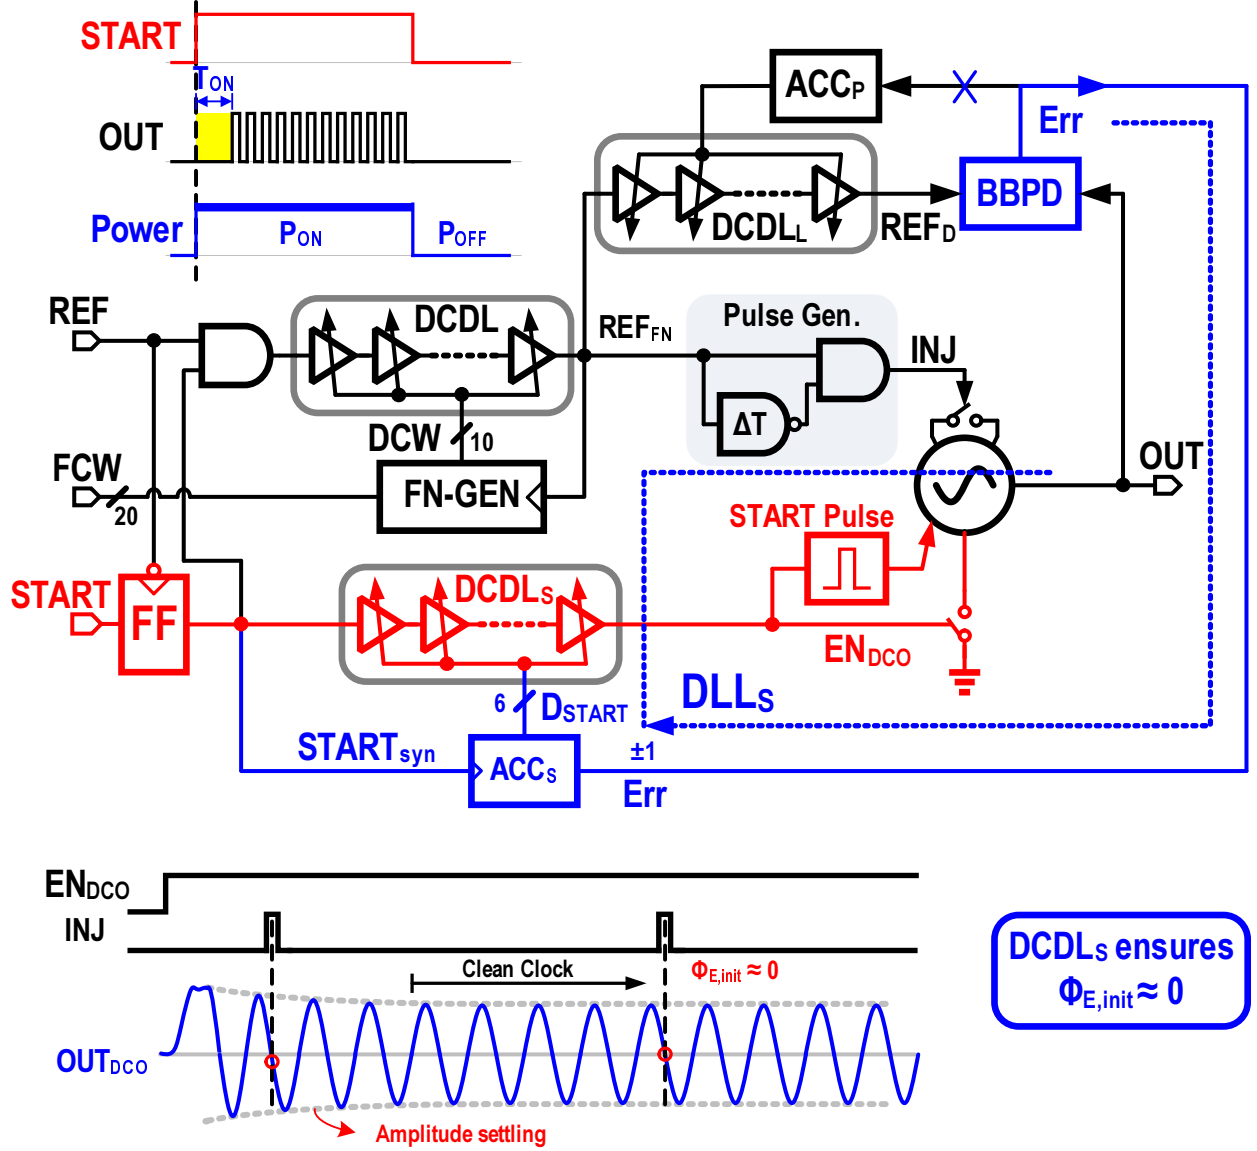 START
TON
OUT
Power
PON
POFF
ACCP
Err
DCDLL
REFD
BBPD
REF
DCDL
REFFN
Pulse Gen.
INJ
ΔT
DCW
10
FCW
20
FN-GEN
OUT
START Pulse
START
FF
DCDLS
ENDCO
6
DSTART
DLLS
STARTsyn
ACCS
±1
Err
ENDCO
INJ
Clean Clock
ΦE,init ≈ 0
OUTDCO
Amplitude settling
DCDLS ensures
ΦE,init ≈ 0